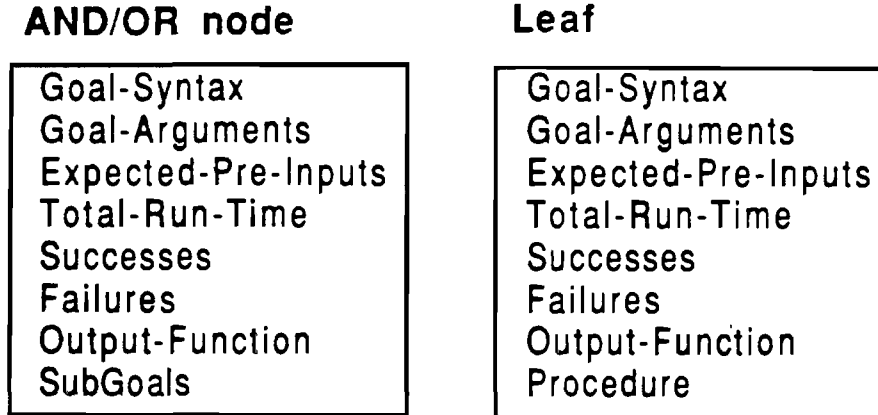 AND/OR node
Goal-Syntax
Goal-Arguments
Expected-Pre-Inputs
Total-Run-Time
Successes
Failures
Output-Function
SubGoals
Leaf
Goal-Syntax
Goal-Arguments
Expected-Pre-Inputs
Total-Run-Time
Successes
Failures
Output-Function
Procedure